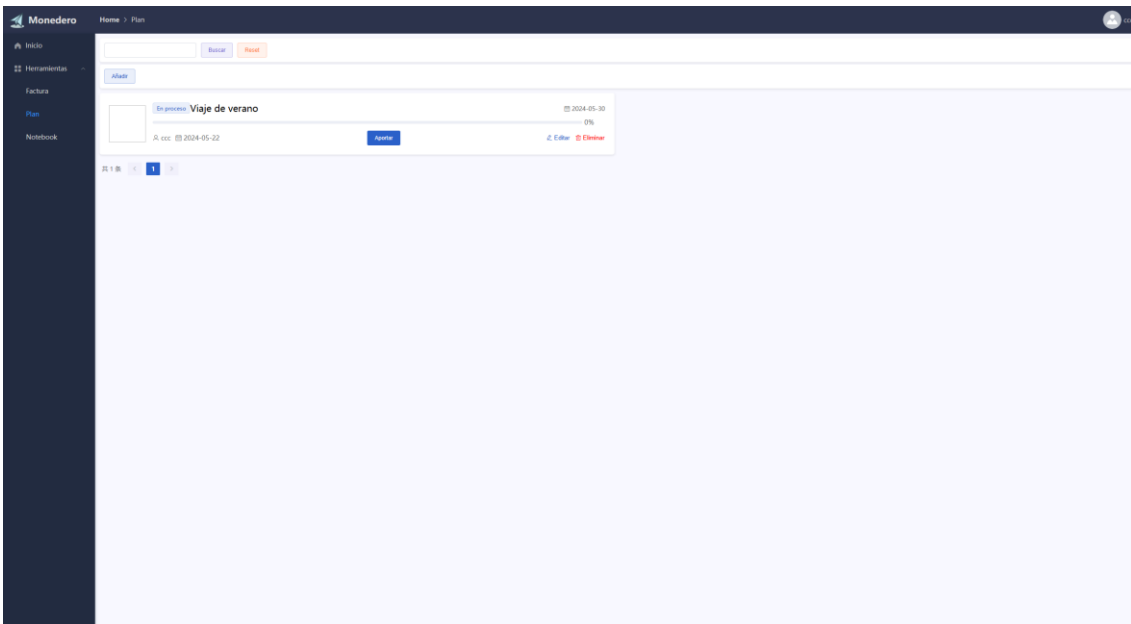 Monedero
Home > Plan
ccc
Inicio
Herramientas
Factura
Plan
Notebook
Buscar
Reset
Añadir
En proceso Viaje de verano
2024-05-30
0%
ccc 2024-05-22
Aportar
Editar Eliminar
共 1 条 < 1 >